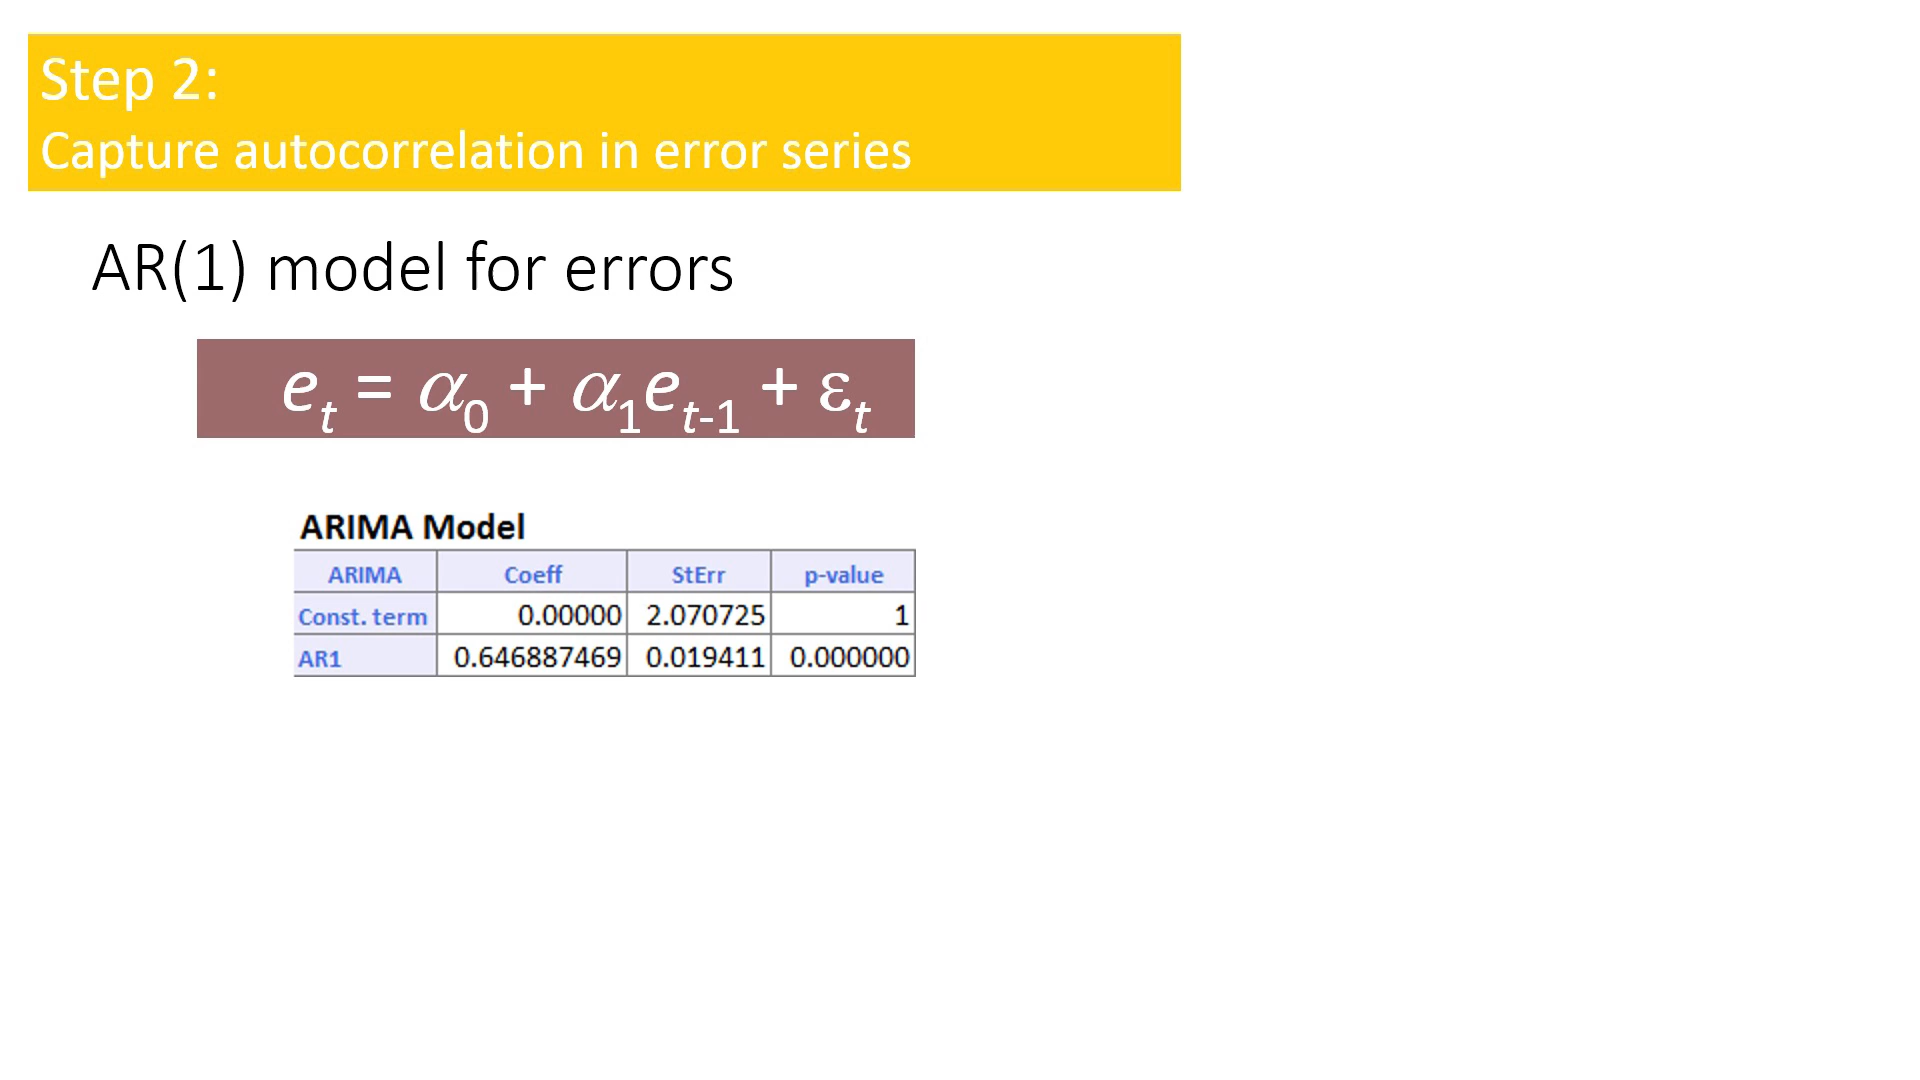 Step 2:
Capture autocorrelation in error series
AR(1) model for errors
e_t = α_0 + α_1e_{t-1} + ε_t
ARIMA Model
ARIMA Coeff StErr p-value
Const. term 0.00000 2.070725 1
AR1 0.646887469 0.019411 0.000000